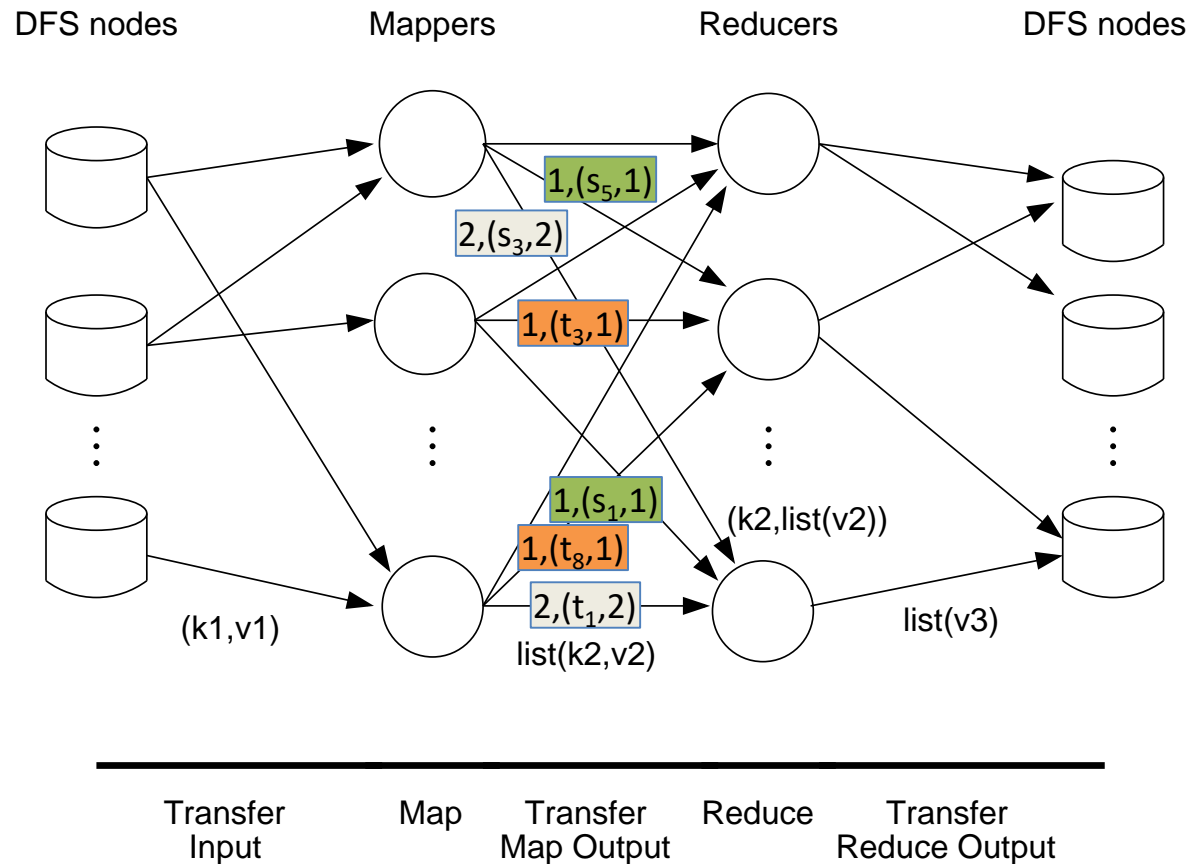 DFS nodes
Mappers
Reducers
DFS nodes
1,(s₅,1)
2,(s₃,2)
1,(t₃,1)
1,(s₁,1)
(k2,list(v2))
1,(t₈,1)
2,(t₁,2)
(k1,v1)
list(k2,v2)
list(v3)
Transfer
Input
Map
Transfer
Map Output
Reduce
Transfer
Reduce Output